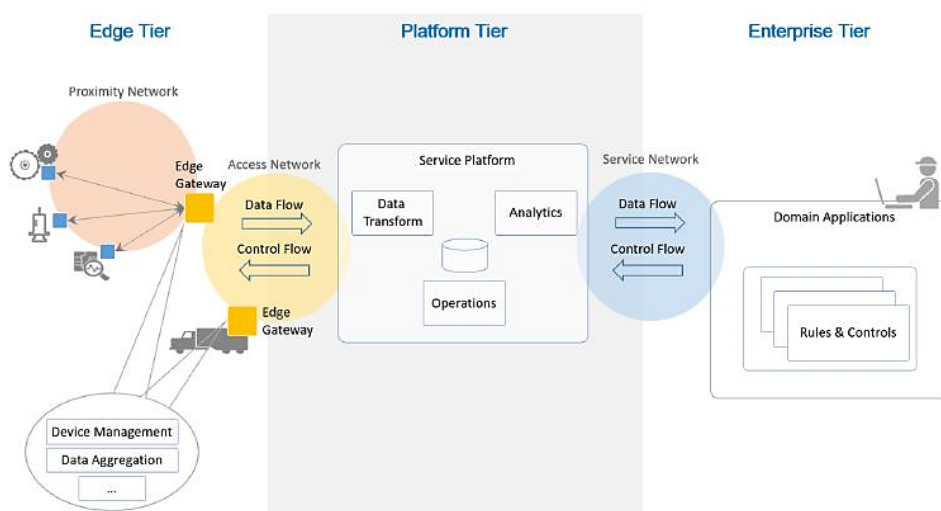 Edge Tier
Platform Tier
Enterprise Tier
Proximity Network
Edge
Gateway
Access Network
Data Flow
Control Flow
Edge
Gateway
Service Platform
Data
Transform
Analytics
Operations
Service Network
Data Flow
Control Flow
Domain Applications
Rules & Controls
Device Management
Data Aggregation
...